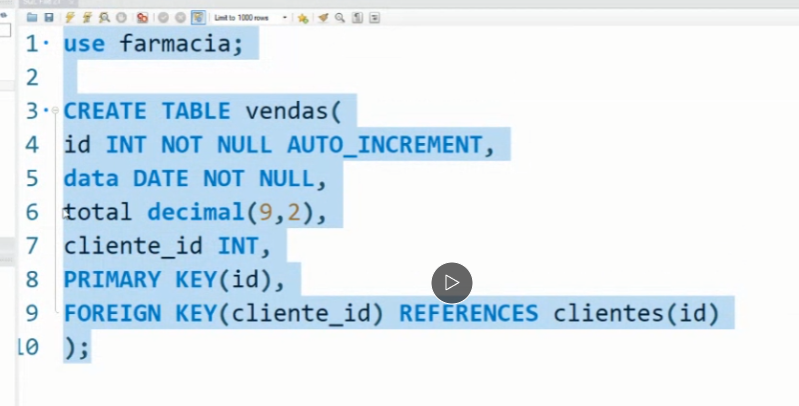 Limit to 1000 rows
1 use farmacia;
2
3 CREATE TABLE vendas(
4 id INT NOT NULL AUTO_INCREMENT,
5 data DATE NOT NULL,
6 total decimal(9,2),
7 cliente_id INT,
8 PRIMARY KEY(id),
9 FOREIGN KEY(cliente_id) REFERENCES clientes(id)
10 );